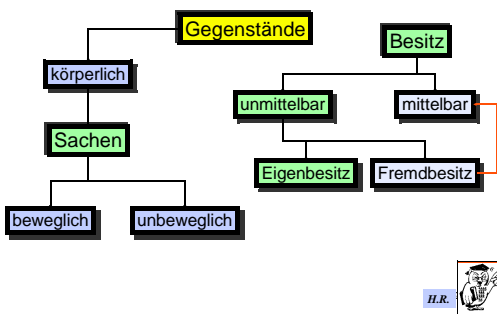 Gegenstände
körperlich
Sachen
beweglich
unbeweglich
Besitz
unmittelbar
mittelbar
Eigenbesitz
Fremdbesitz
H.R.